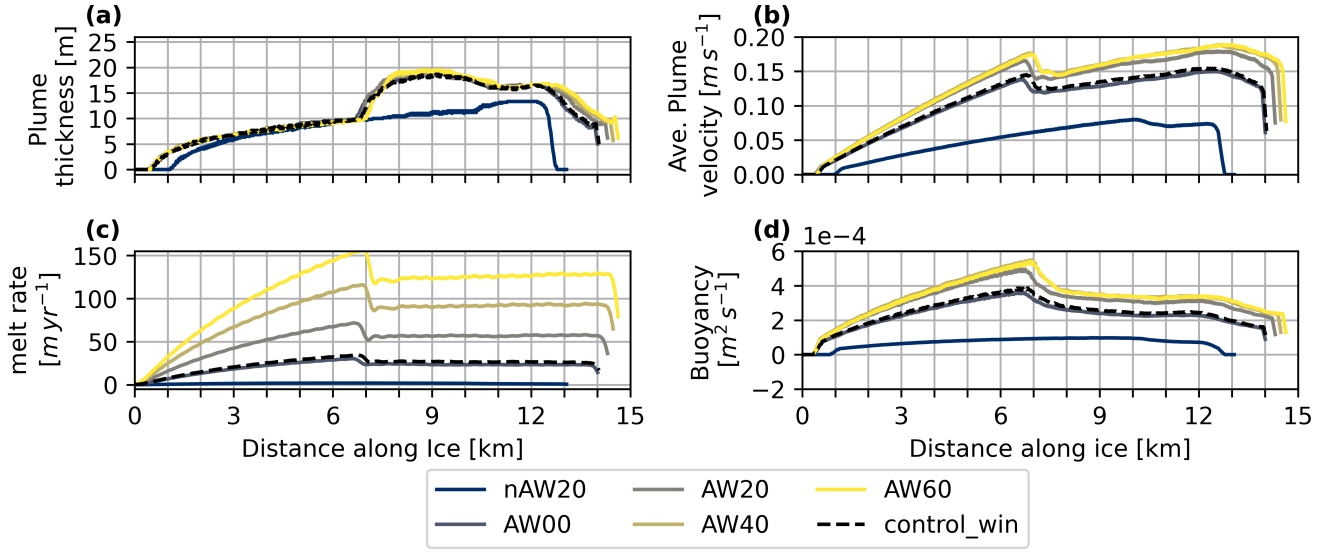 (a)
Plume
thickness [m]
25
20
15
10
5
0
(b)
Ave. Plume
velocity [m s⁻¹]
0.20
0.15
0.10
0.05
0.00
(c)
melt rate
[m yr⁻¹]
150
100
50
0
0 3 6 9 12 15
Distance along Ice [km]
(d)
1e−4
Buoyancy
[m² s⁻¹]
6
4
2
0
−2
0 3 6 9 12 15
Distance along ice [km]
nAW20 AW20 AW60
AW00 AW40 control_win